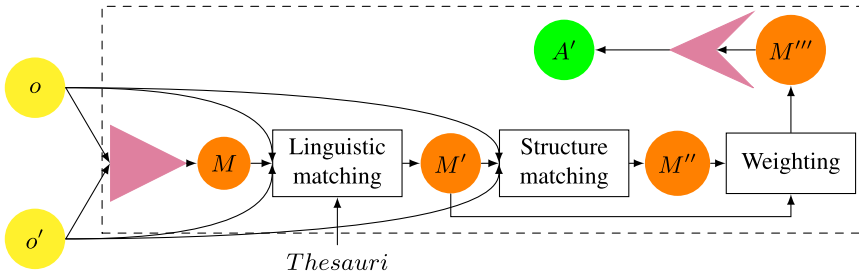 A′
M‴
o
Linguistic
matching
Structure
matching
M
M′
M″
Weighting
o′
Thesauri